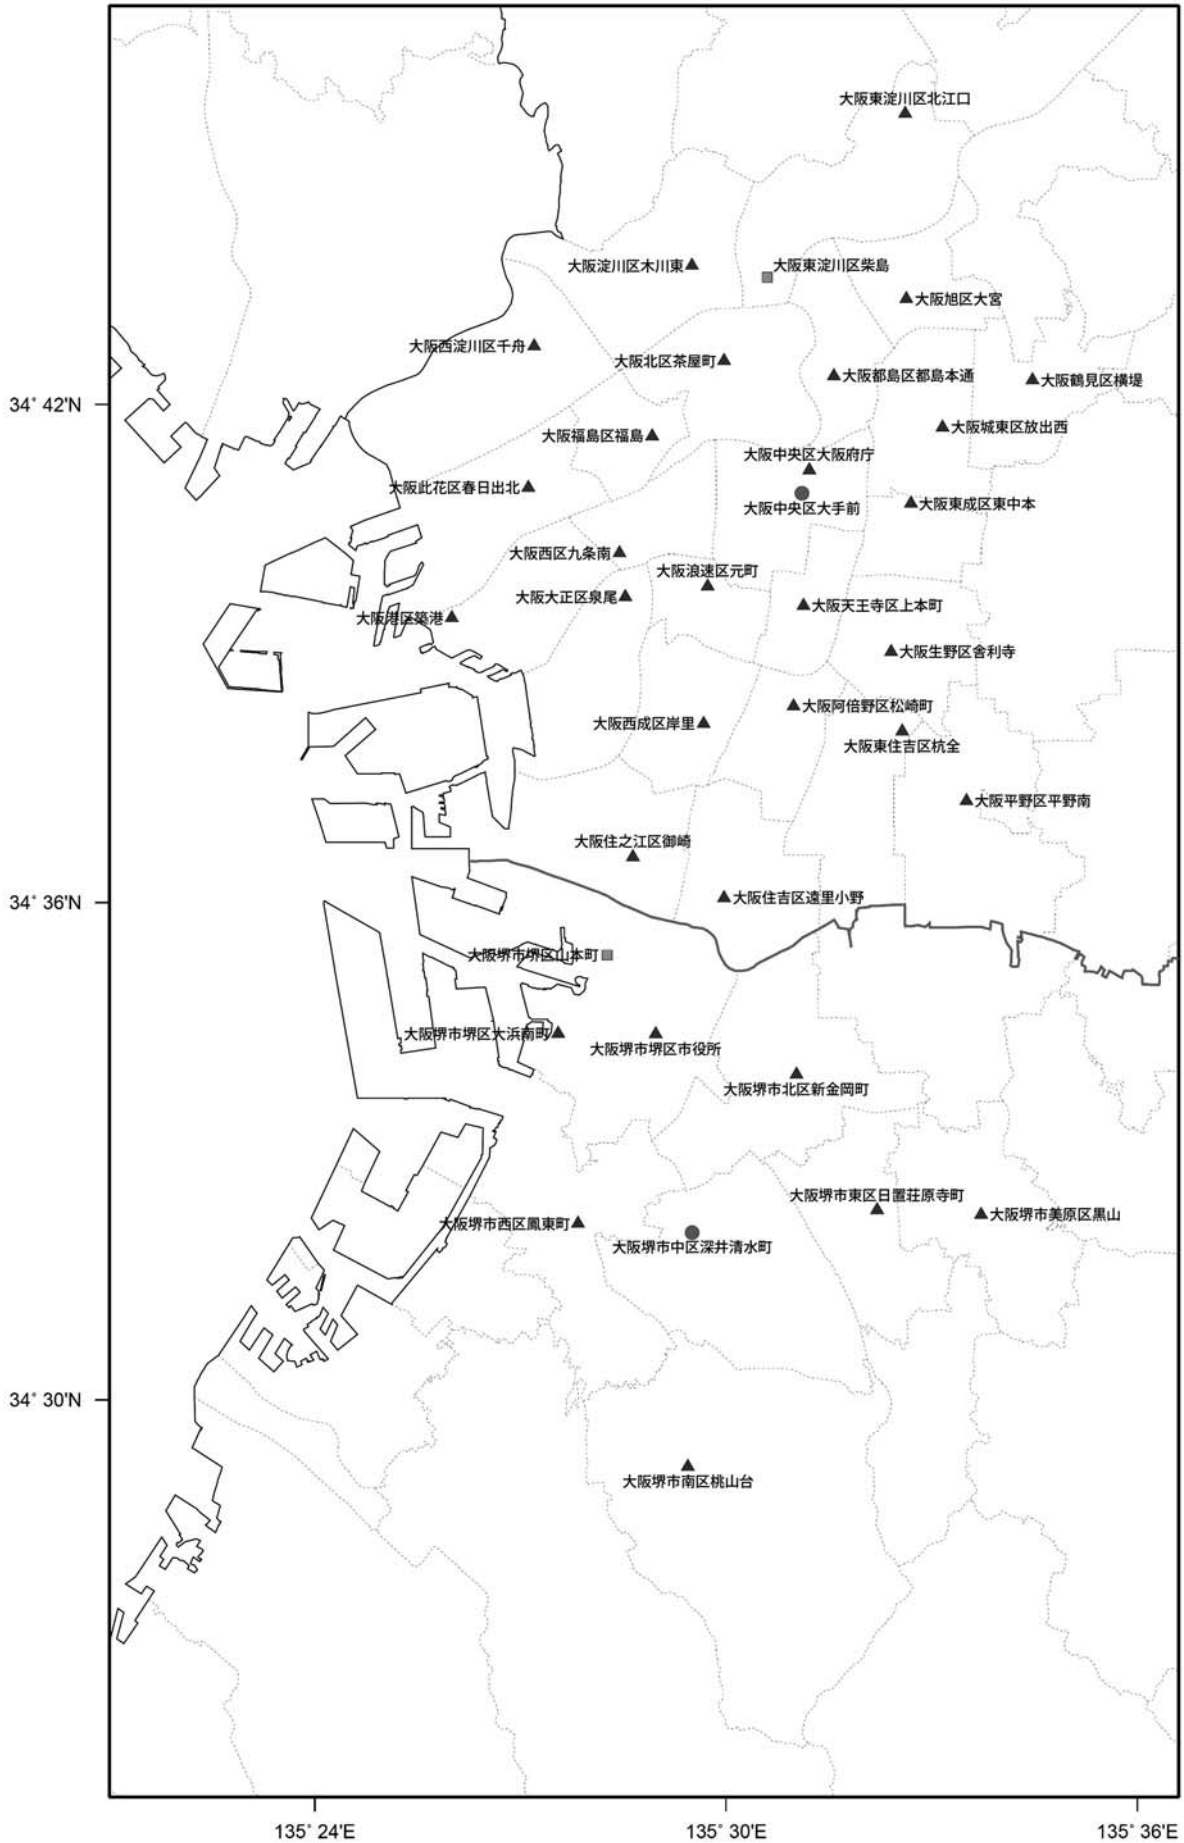 大阪東淀川区北江口
大阪淀川区木川東
大阪東淀川区柴島
大阪旭区大宮
大阪西淀川区千舟
大阪北区茶屋町
大阪都島区都島本通
大阪鶴見区横堤
34° 42'N
大阪福島区福島
大阪城東区放出西
大阪中央区大阪府庁
大阪此花区春日出北
大阪中央区大手前
大阪東成区東中本
大阪西区九条南
大阪浪速区元町
大阪大正区泉尾
大阪天王寺区上本町
大阪港区築港
大阪生野区舎利寺
大阪阿倍野区松崎町
大阪西成区岸里
大阪東住吉区杭全
大阪平野区平野南
大阪住之江区御崎
34° 36'N
大阪住吉区遠里小野
大阪堺市堺区山本町
大阪堺市堺区大浜南町
大阪堺市堺区市役所
大阪堺市北区新金岡町
大阪堺市東区日置荘原寺町
大阪堺市美原区黒山
大阪堺市西区鳳東町
大阪堺市中区深井清水町
34° 30'N
大阪堺市南区桃山台
135° 24'E
135° 30'E
135° 36'E